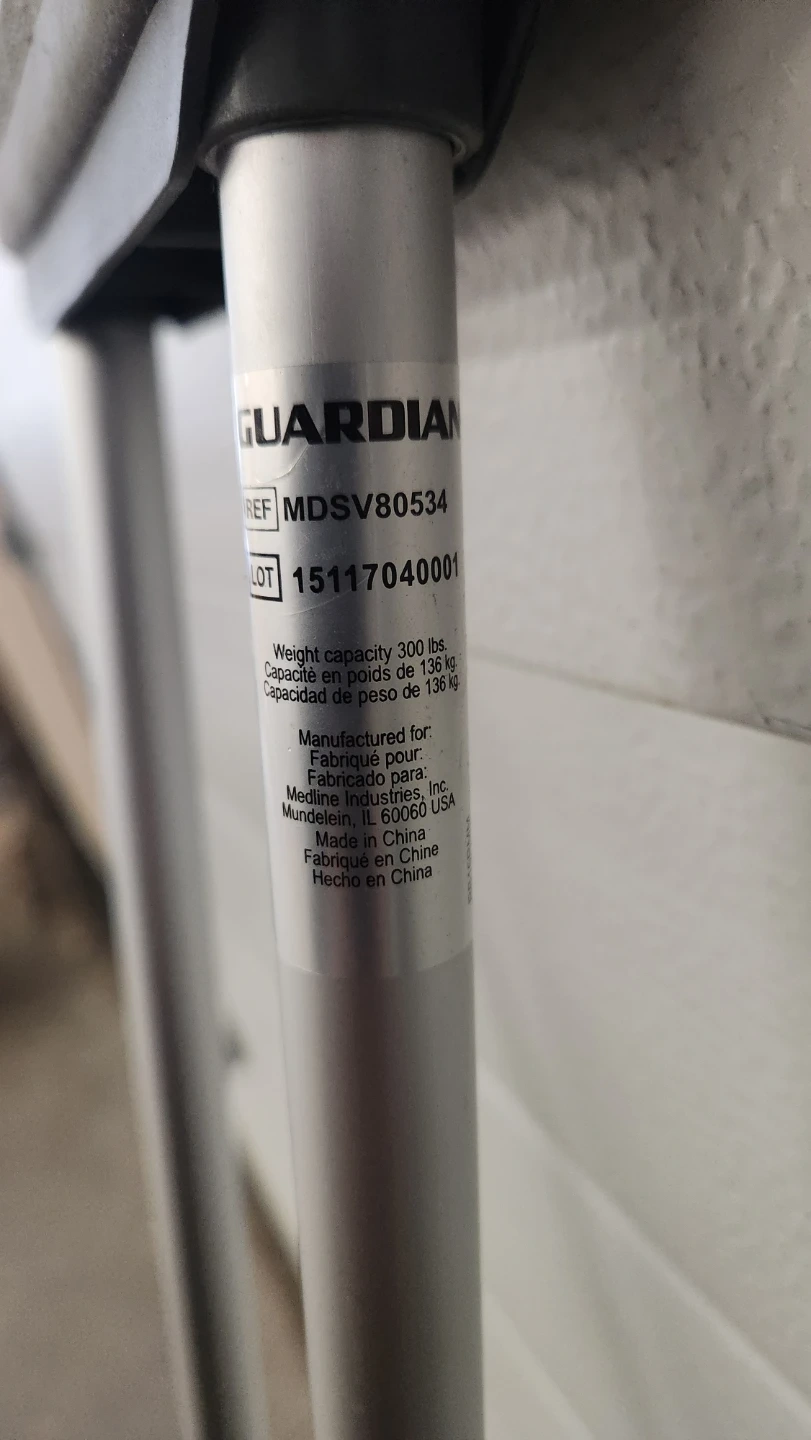 GUARDIAN
REF MDSV80534
LOT 15117040001
Weight capacity 300 lbs.
Capacitè en poids de 136 kg.
Capacidad de peso de 136 kg.
Manufactured for:
Fabriqué pour:
Fabricado para:
Medline Industries, Inc.
Mundelein, IL 60060 USA
Made in China
Fabriqué en Chine
Hecho en China